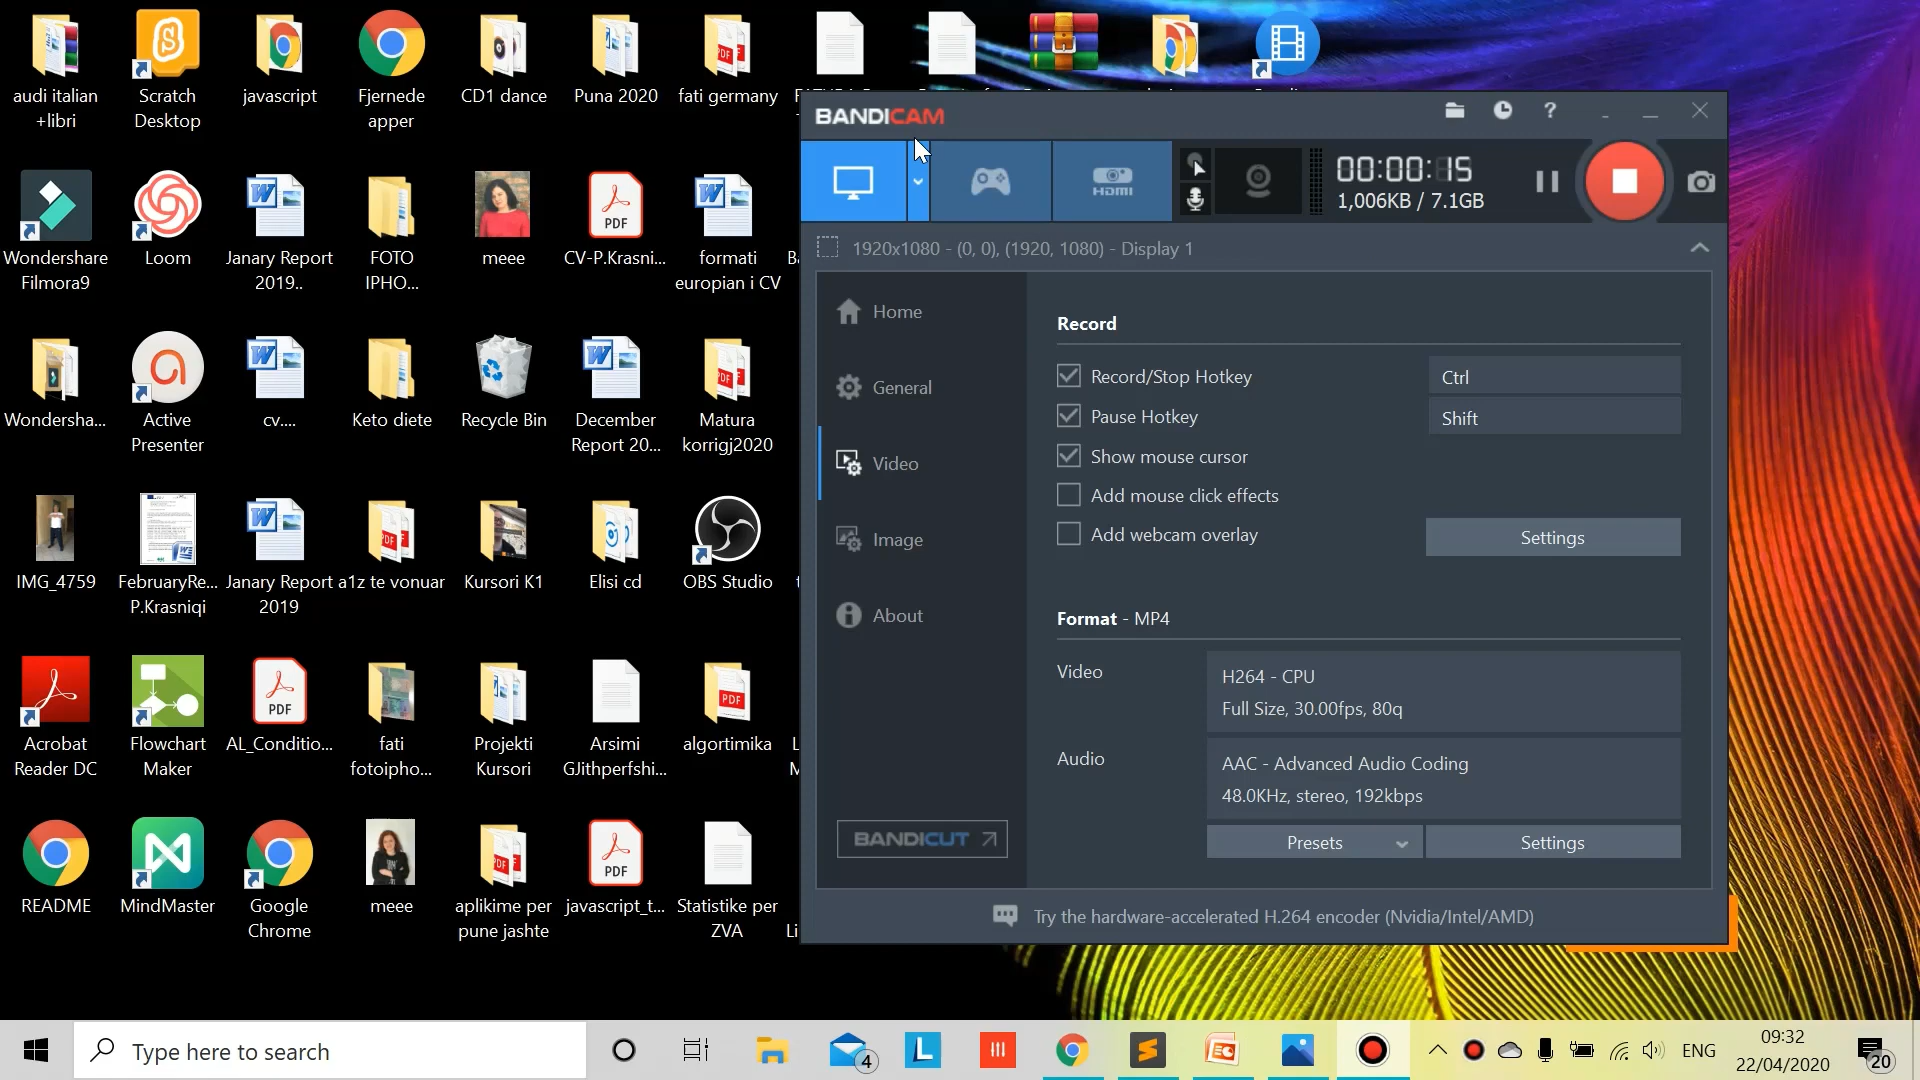 audi italian
+libri
Scratch
Desktop
javascript
Fjernede
apper
CD1 dance
Puna 2020
fati germany
Wondershare
Filmora9
Loom
Janary Report
2019..
FOTO
IPHO...
meee
CV-P.Krasni...
formati
europian i CV
Wondersha...
Active
Presenter
cv....
Keto diete
Recycle Bin
December
Report 20...
Matura
korrigj2020
IMG_4759
FebruaryRe...
P.Krasniqi
Janary Report
2019
a1z te vonuar
Kursori K1
Elisi cd
OBS Studio
Acrobat
Reader DC
Flowchart
Maker
AL_Conditio...
fati
fotoipho...
Projekti
Kursori
Arsimi
GJithperfshi...
algortimika
README
MindMaster
Google
Chrome
meee
aplikime per
pune jashte
javascript_t...
Statistike per
ZVA
PDF
PDF
PDF
BANDICAM
HDMI
00:00:15
1,006KB / 7.1GB
1920x1080 - (0, 0), (1920, 1080) - Display 1
Home
General
Video
Image
About
BANDICUT
Record
Record/Stop Hotkey
Ctrl
Pause Hotkey
Shift
Show mouse cursor
Add mouse click effects
Add webcam overlay
Settings
Format - MP4
Video
H264 - CPU
Full Size, 30.00fps, 80q
Audio
AAC - Advanced Audio Coding
48.0KHz, stereo, 192kbps
Presets
Settings
Try the hardware-accelerated H.264 encoder (Nvidia/Intel/AMD)
Type here to search
4
ENG
09:32
22/04/2020
20